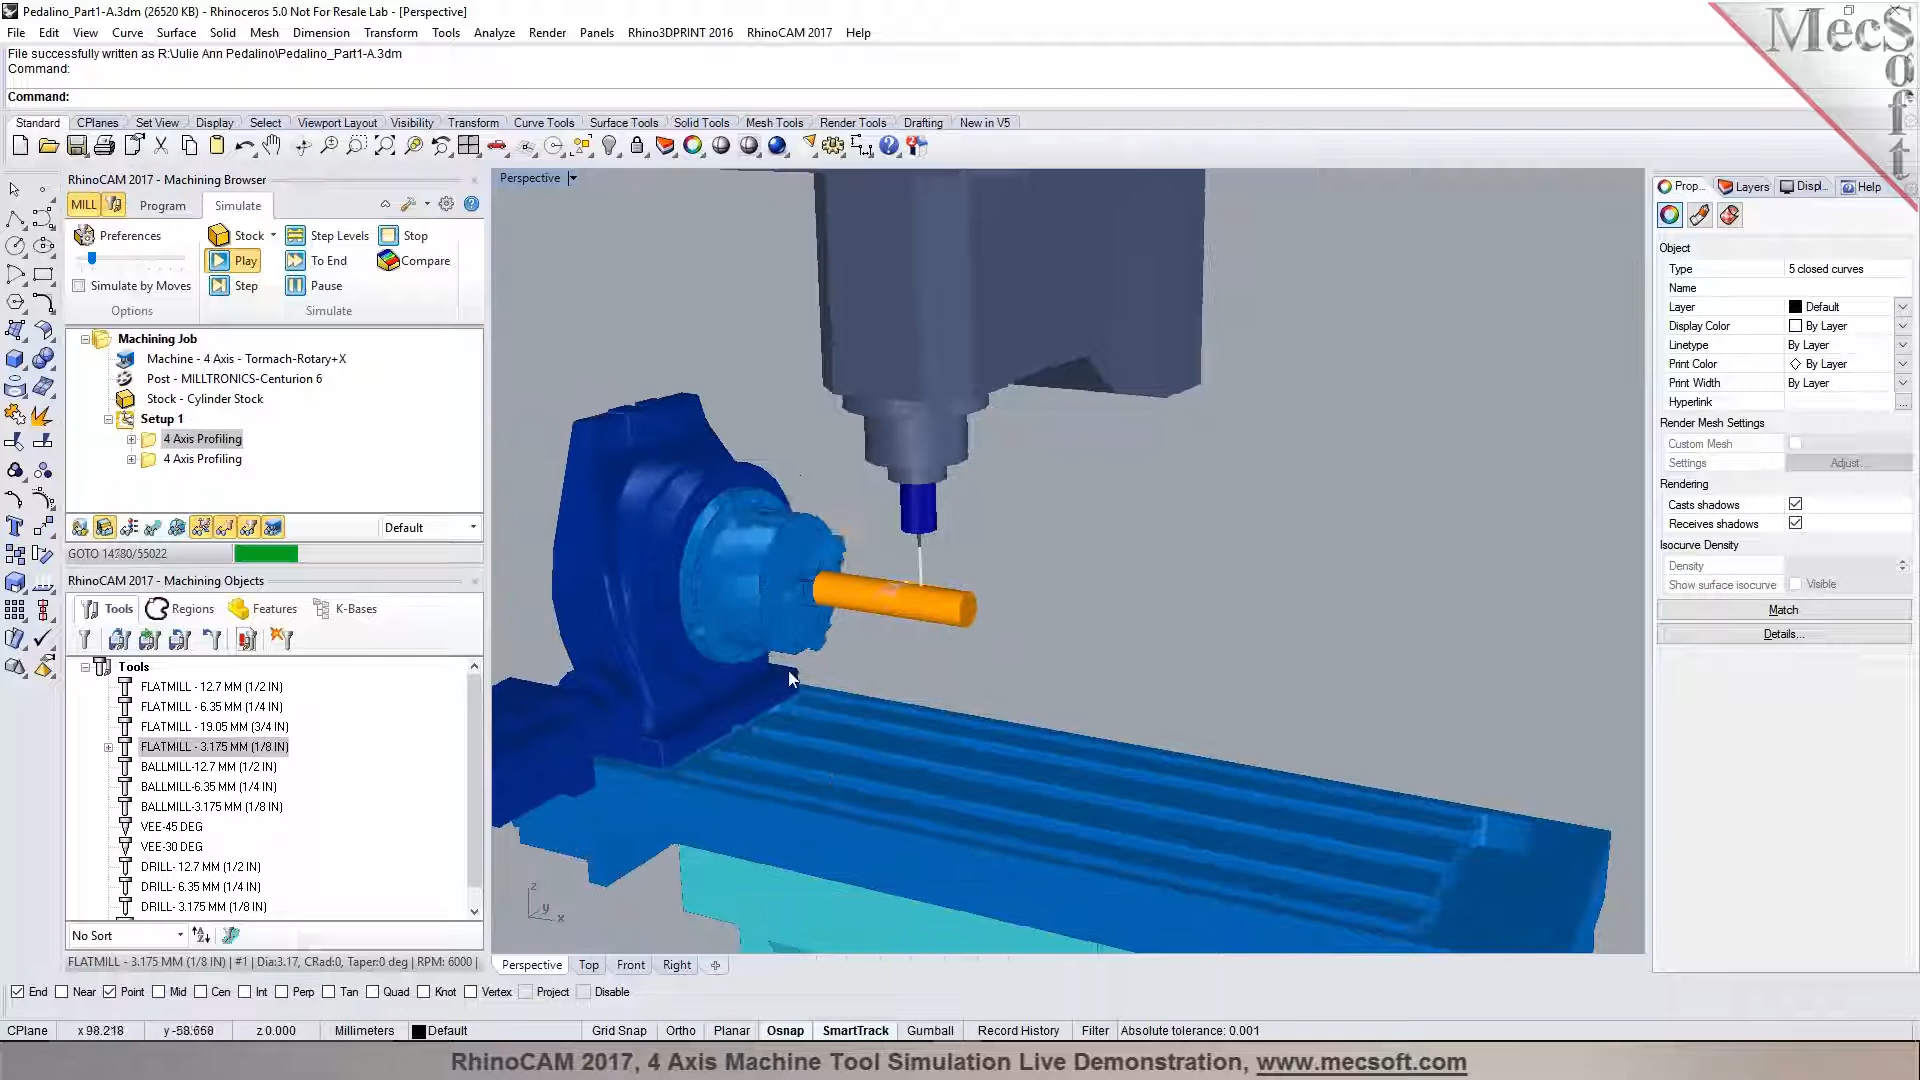 Pedalino_Part1-A.3dm (26520 KB) - Rhinoceros 5.0 Not For Resale Lab - [Perspective]
File Edit View Curve Surface Solid Mesh Dimension Transform Tools Analyze Render Panels Rhino3DPRINT 2016 RhinoCAM 2017 Help
File successfully written as R:\Julie Ann Pedalino\Pedalino_Part1-A.3dm
Command:
Command:
MecSoft
Standard CPlanes Set View Display Select Viewport Layout Visibility Transform Curve Tools Surface Tools Solid Tools Mesh Tools Render Tools Drafting New in V5
RhinoCAM 2017 - Machining Browser
MILL Program Simulate
Preferences Stock Step Levels Stop
Play To End Compare
Simulate by Moves Step Pause
Options Simulate
Machining Job
Machine - 4 Axis - Tormach-Rotary+X
Post - MILLTRONICS-Centurion 6
Stock - Cylinder Stock
Setup 1
4 Axis Profiling
4 Axis Profiling
Default
GOTO 14280/55022
RhinoCAM 2017 - Machining Objects
Tools Regions Features K-Bases
Tools
FLATMILL - 12.7 MM (1/2 IN)
FLATMILL - 6.35 MM (1/4 IN)
FLATMILL - 19.05 MM (3/4 IN)
FLATMILL - 3.175 MM (1/8 IN)
BALLMILL-12.7 MM (1/2 IN)
BALLMILL-6.35 MM (1/4 IN)
BALLMILL-3.175 MM (1/8 IN)
VEE-45 DEG
VEE-30 DEG
DRILL- 12.7 MM (1/2 IN)
DRILL- 6.35 MM (1/4 IN)
DRILL- 3.175 MM (1/8 IN)
No Sort
FLATMILL - 3.175 MM (1/8 IN) | #1 | Dia:3.17, CRad:0, Taper:0 deg | RPM: 6000 |
Perspective
z
y
x
Perspective Top Front Right
Prop... Layers Displ... Help
Object
Type 5 closed curves
Name
Layer Default
Display Color By Layer
Linetype By Layer
Print Color By Layer
Print Width By Layer
Hyperlink ...
Render Mesh Settings
Custom Mesh
Settings Adjust...
Rendering
Casts shadows
Receives shadows
Isocurve Density
Density
Show surface isocurve Visible
Match
Details...
End Near Point Mid Cen Int Perp Tan Quad Knot Vertex Project Disable
CPlane x 98.218 y -58.658 z 0.000 Millimeters Default Grid Snap Ortho Planar Osnap SmartTrack Gumball Record History Filter Absolute tolerance: 0.001
RhinoCAM 2017, 4 Axis Machine Tool Simulation Live Demonstration, www.mecsoft.com